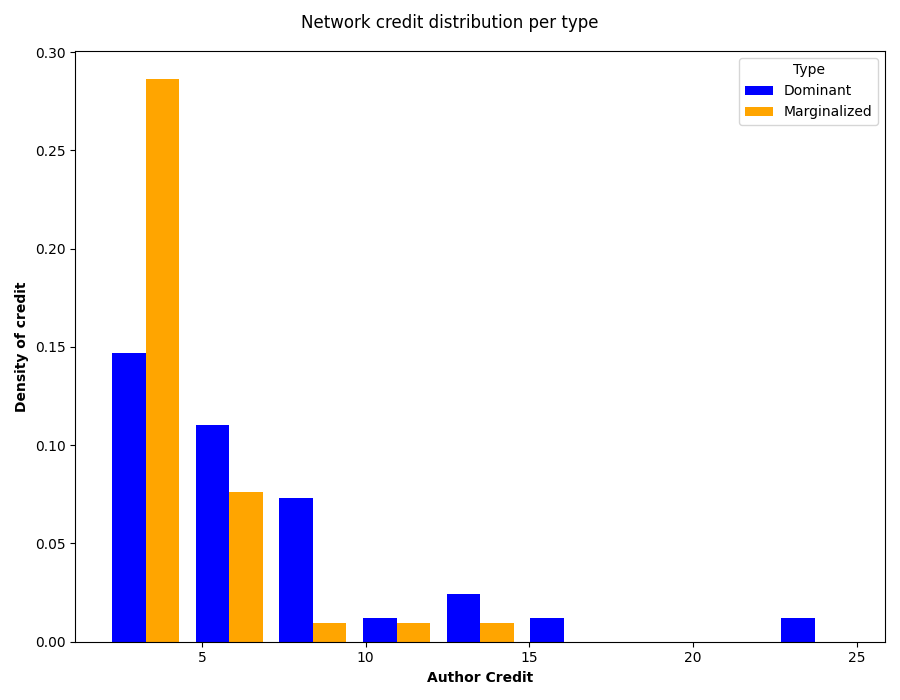 Network credit distribution per type
Type
Dominant
Marginalized
Density of credit
0.30
0.25
0.20
0.15
0.10
0.05
0.00
5
10
15
20
25
Author Credit